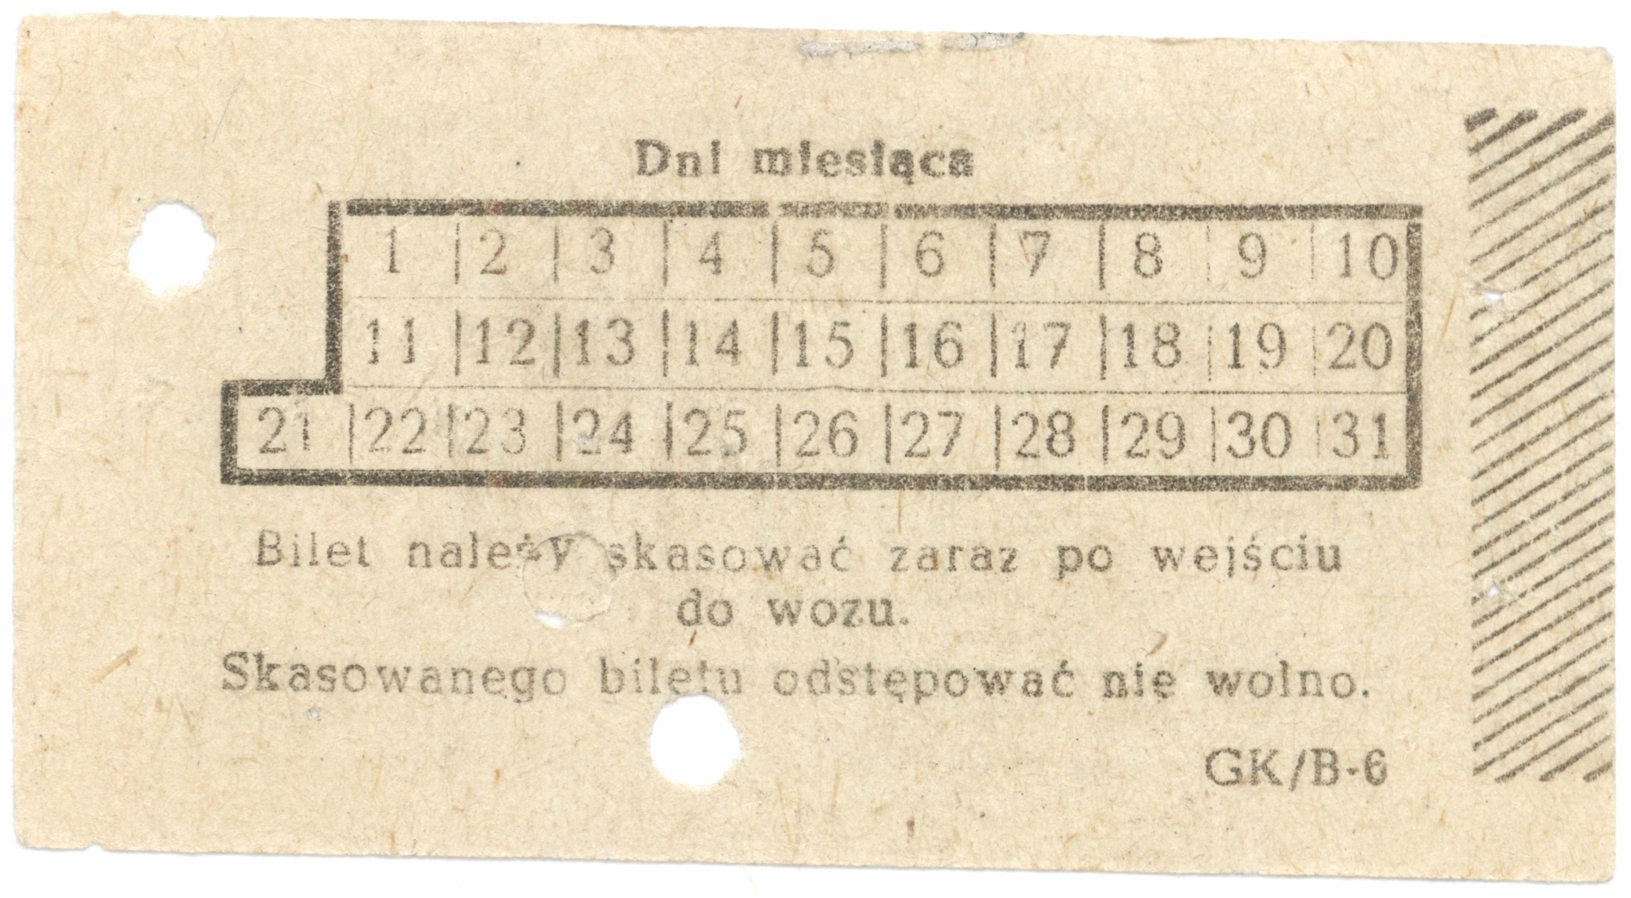 Dni miesiąca
1 | 2 | 3 | 4 | 5 | 6 | 7 | 8 | 9 | 10
11 | 12 | 13 | 14 | 15 | 16 | 17 | 18 | 19 | 20
21 | 22 | 23 | 24 | 25 | 26 | 27 | 28 | 29 | 30 | 31
Bilet należy skasować zaraz po wejściu
do wozu.
Skasowanego biletu odstępować nie wolno.
GK/B-6